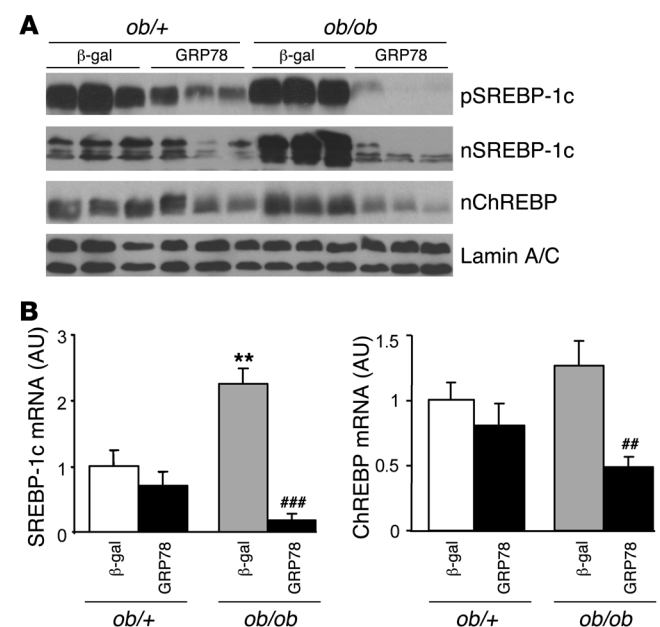 A
ob/+ ob/ob
β-gal GRP78 β-gal GRP78
pSREBP-1c
nSREBP-1c
nChREBP
Lamin A/C
B
SREBP-1c mRNA (AU)
3
2
1
0
**
###
β-gal GRP78 β-gal GRP78
ob/+ ob/ob
ChREBP mRNA (AU)
1.5
1
0.5
0
##
β-gal GRP78 β-gal GRP78
ob/+ ob/ob